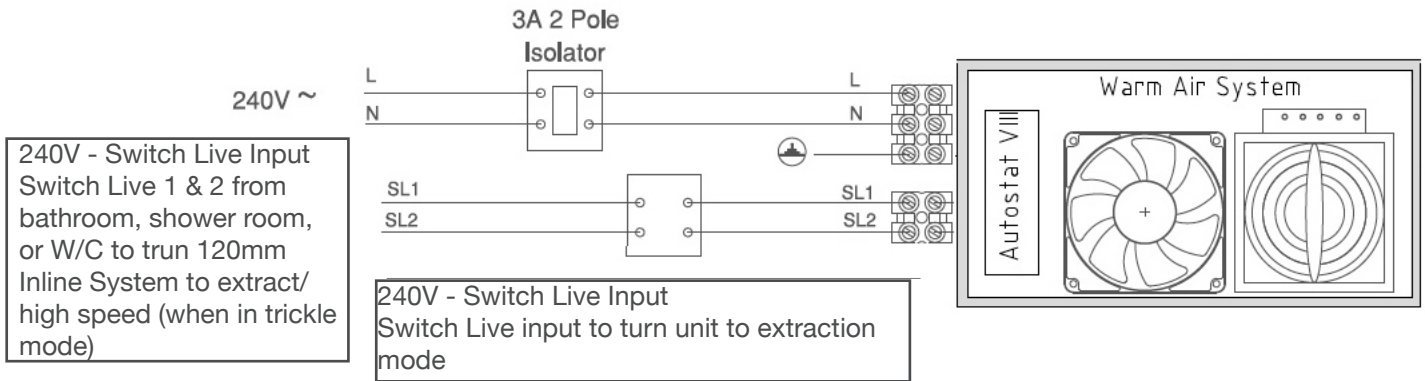 3A 2 Pole
Isolator
240V ~
L
N
L
N
SL1
SL2
SL1
SL2
240V - Switch Live Input
Switch Live 1 & 2 from
bathroom, shower room,
or W/C to trun 120mm
Inline System to extract/
high speed (when in trickle
mode)
240V - Switch Live Input
Switch Live input to turn unit to extraction
mode
Warm Air System
Autostat VIII